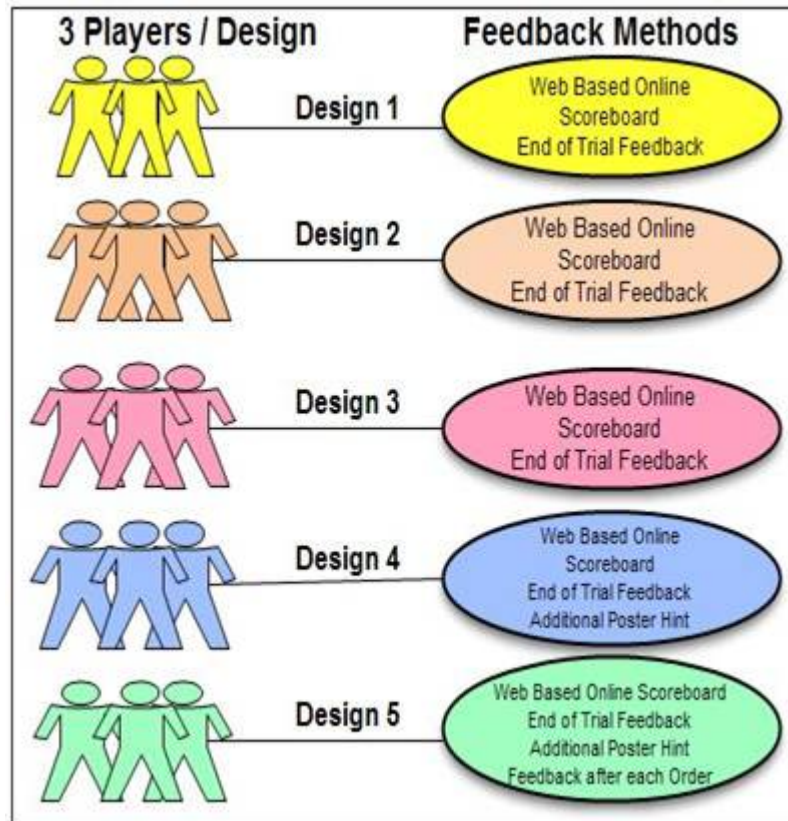 3 Players / Design
Feedback Methods
Design 1
Web Based Online
Scoreboard
End of Trial Feedback
Design 2
Web Based Online
Scoreboard
End of Trial Feedback
Design 3
Web Based Online
Scoreboard
End of Trial Feedback
Design 4
Web Based Online
Scoreboard
End of Trial Feedback
Additional Poster Hint
Design 5
Web Based Online Scoreboard
End of Trial Feedback
Additional Poster Hint
Feedback after each Order